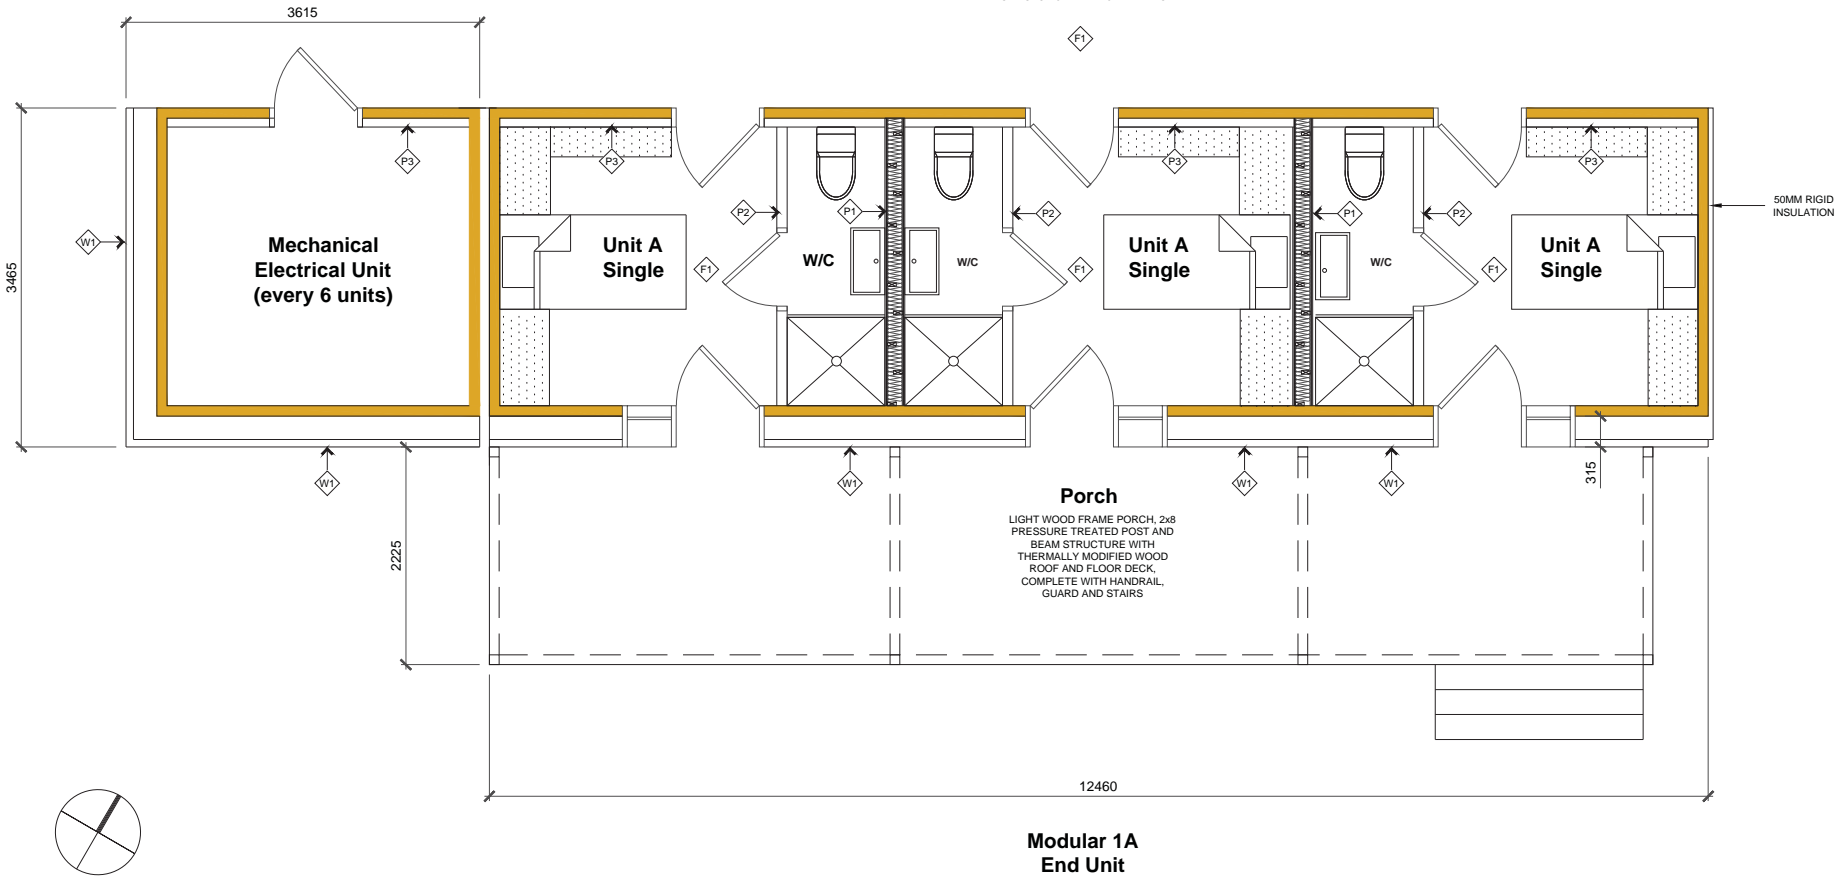 3615
F1
P3
P3
P3
P3
50MM RIGID
INSULATION
W1
P2
P1
P2
P1
P2
3465
Mechanical
Electrical Unit
(every 6 units)
Unit A
Single
F1
W/C
W/C
F1
Unit A
Single
W/C
F1
Unit A
Single
W1
W1
W1
W1
315
2225
Porch
LIGHT WOOD FRAME PORCH, 2x8
PRESSURE TREATED POST AND
BEAM STRUCTURE WITH
THERMALLY MODIFIED WOOD
ROOF AND FLOOR DECK,
COMPLETE WITH HANDRAIL,
GUARD AND STAIRS
12460
Modular 1A
End Unit